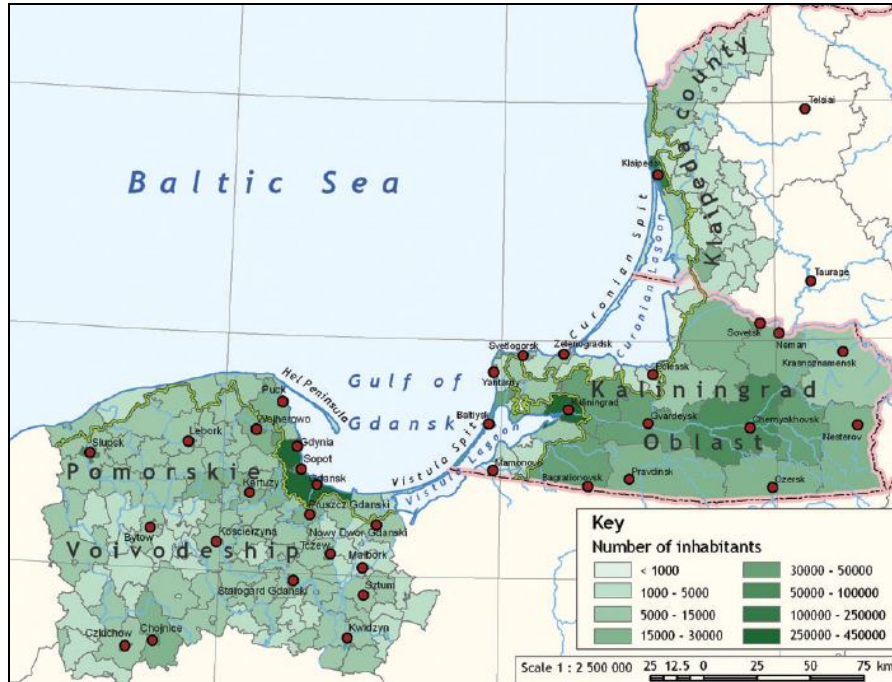 Klaipeda County
Telsiai
Klaipeda
Baltic Sea
Curonian Spit
Curonian Lagoon
Taurage
Sovetsk
Neman
Krasnoznamensk
Svetlogorsk
Zelenogradsk
Polessk
Yantarny
Hel Peninsula
Gulf of
Gdansk
Kaliningrad
Oblast
Puck
Baltiysk
Kaliningrad
Gvardeysk
Chernyakhovsk
Nesterov
Wejherowo
Lebork
Slupsk
Gdynia
Vistula Spit
Vistula Lagoon
Sopot
Pomorskie
Voivodeship
Mamonovo
Pravdinsk
Kartuzy
Gdansk
Bagrationovsk
Ozersk
Pruszcz Gdanski
Nowy Dwor Gdanski
Bytow
Koscierzyna
Tczew
Malbork
Starogard Gdanski
Sztum
Kwidzyn
Czluchow
Chojnice
Key
Number of inhabitants
< 1000
1000 - 5000
5000 - 15000
15000 - 30000
30000 - 50000
50000 - 100000
100000 - 250000
250000 - 450000
Scale 1 : 2 500 000
25 12.5 0 25 50 75 km